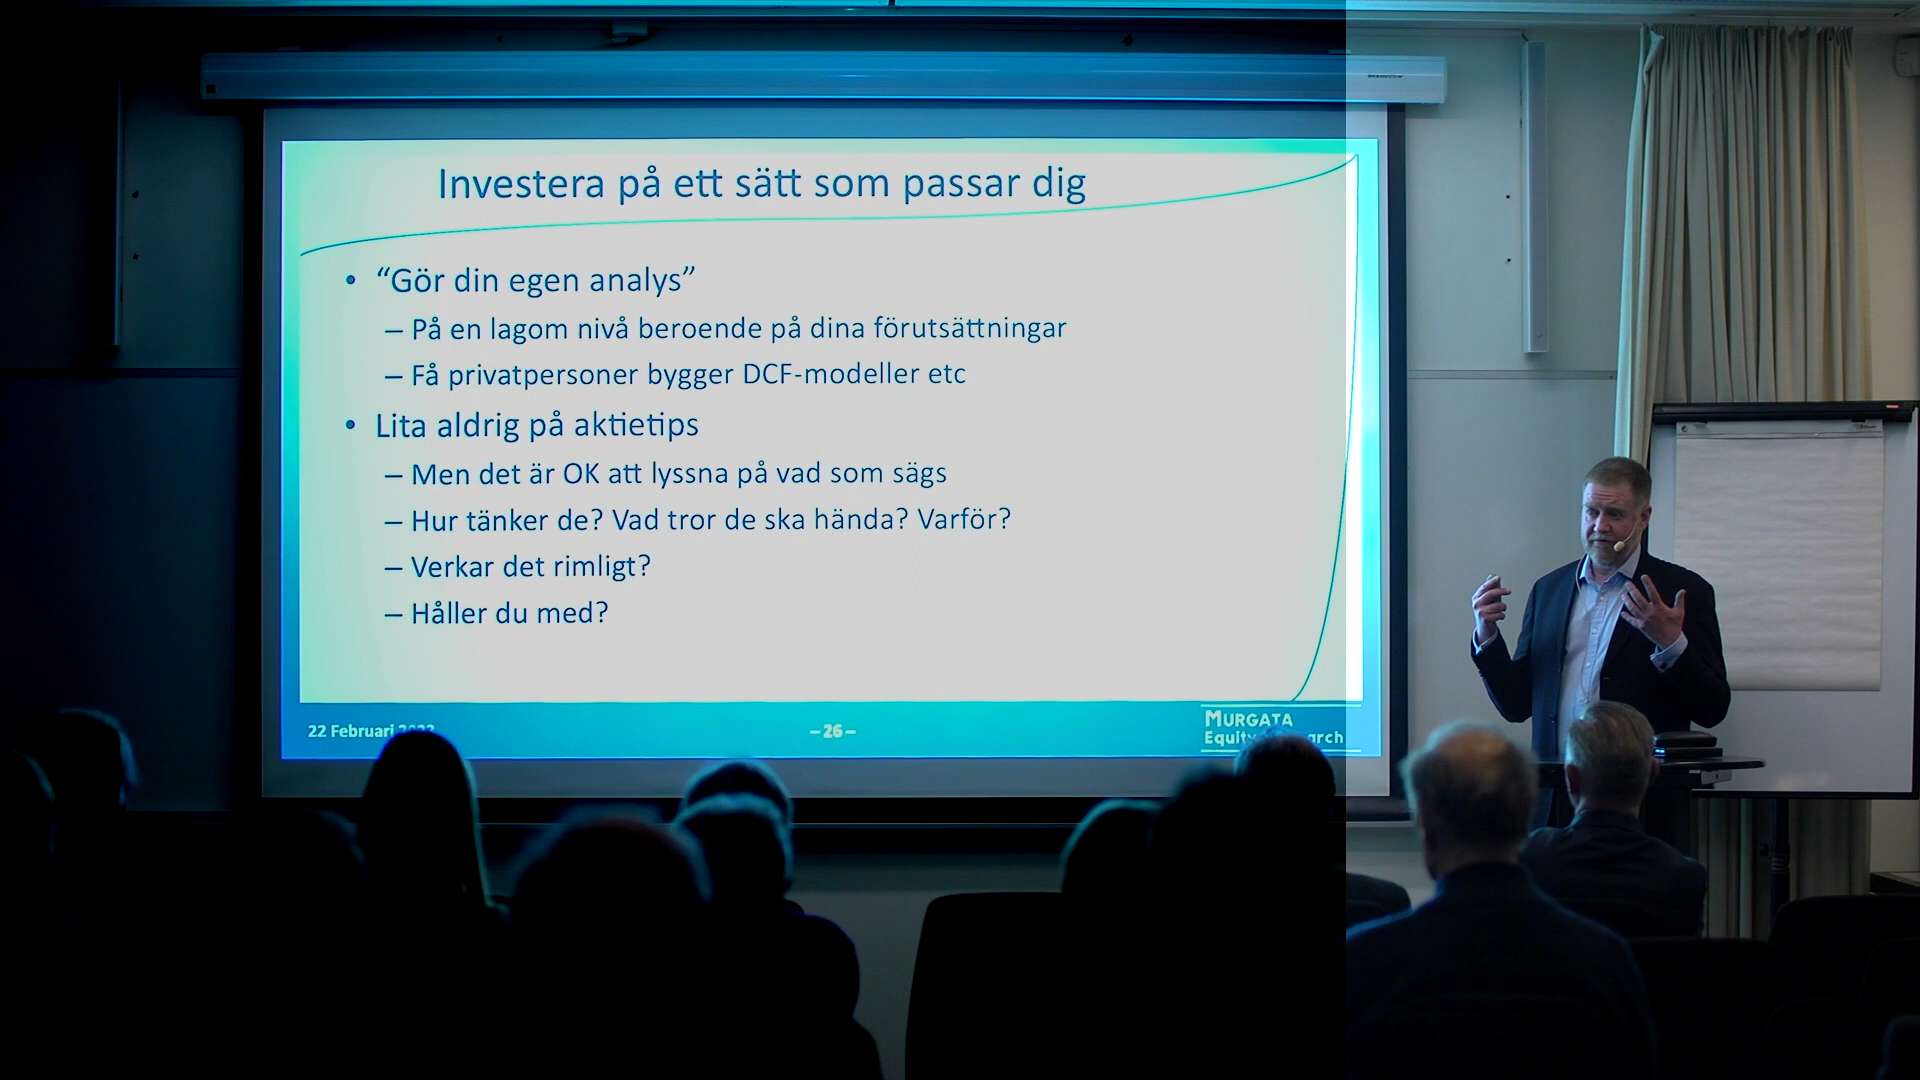 Investera på ett sätt som passar dig
• “Gör din egen analys”
– På en lagom nivå beroende på dina förutsättningar
– Få privatpersoner bygger DCF-modeller etc
• Lita aldrig på aktietips
– Men det är OK att lyssna på vad som sägs
– Hur tänker de? Vad tror de ska hända? Varför?
– Verkar det rimligt?
– Håller du med?
22 Februari
– 26 –
MURGATA